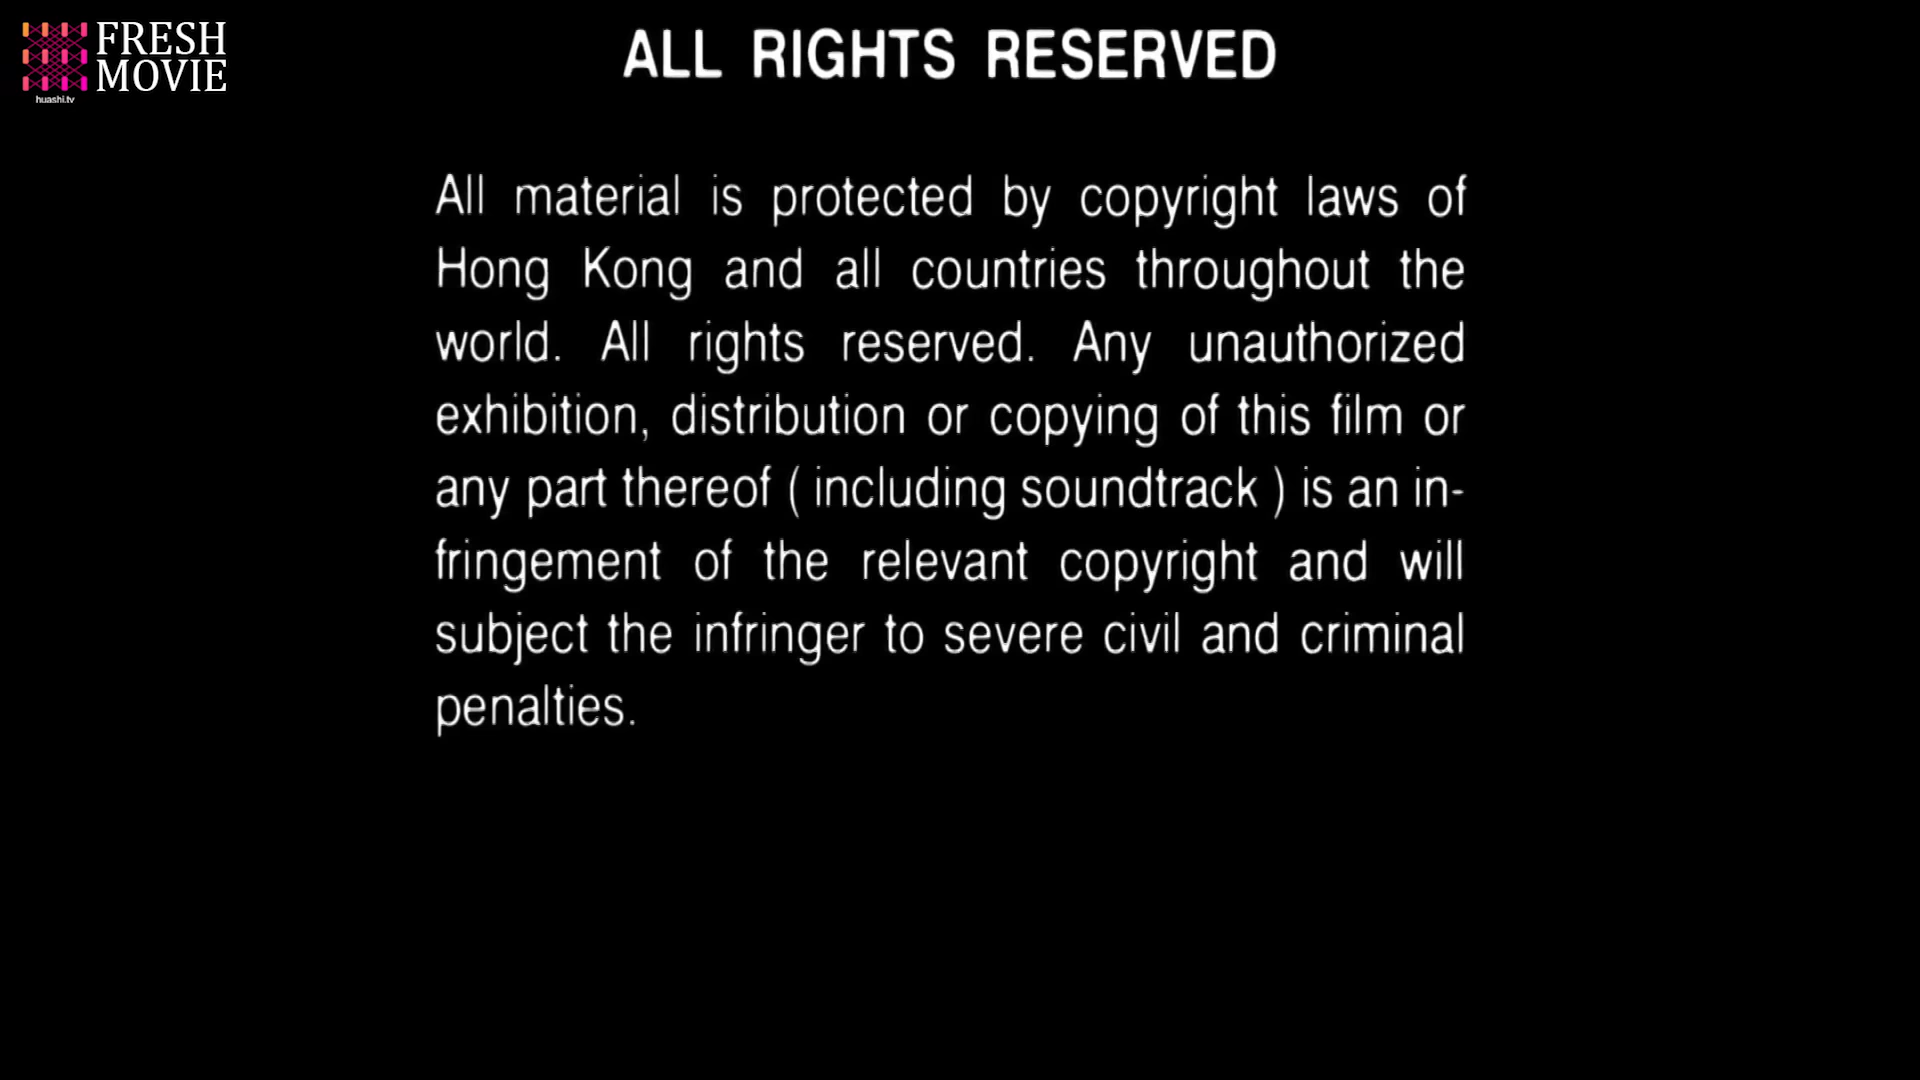 FRESH
MOVIE
huashi.tv
ALL RIGHTS RESERVED
All material is protected by copyright laws of
Hong Kong and all countries throughout the
world. All rights reserved. Any unauthorized
exhibition, distribution or copying of this film or
any part thereof ( including soundtrack ) is an in-
fringement of the relevant copyright and will
subject the infringer to severe civil and criminal
penalties.